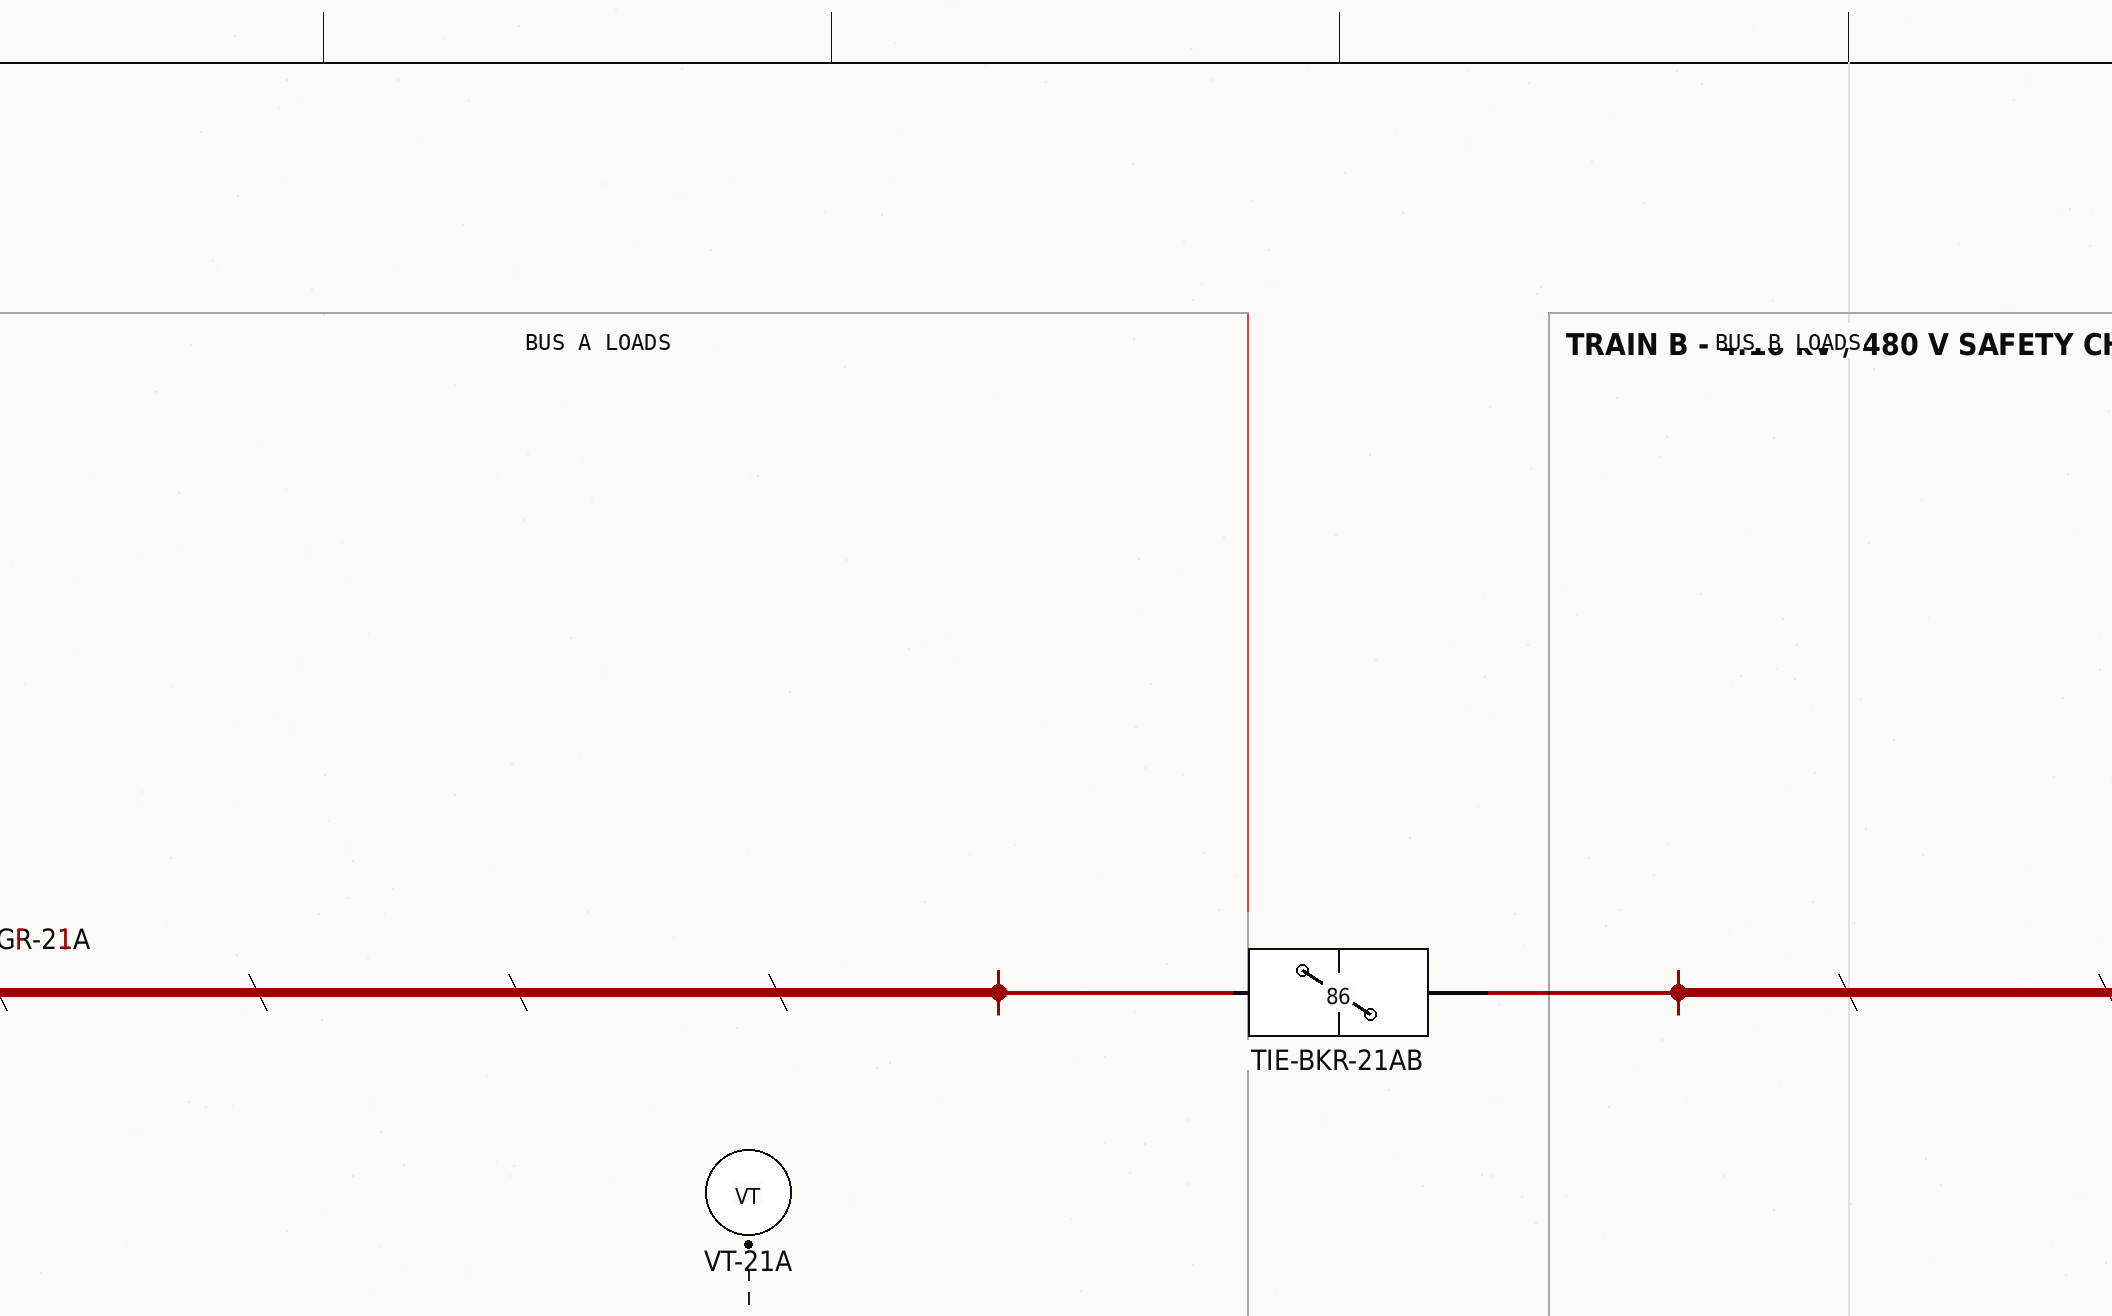 BUS A LOADS
TRAIN B - 480 V SAFETY
BUS B LOADS
GR-21A
86
TIE-BKR-21AB
VT
VT-21A